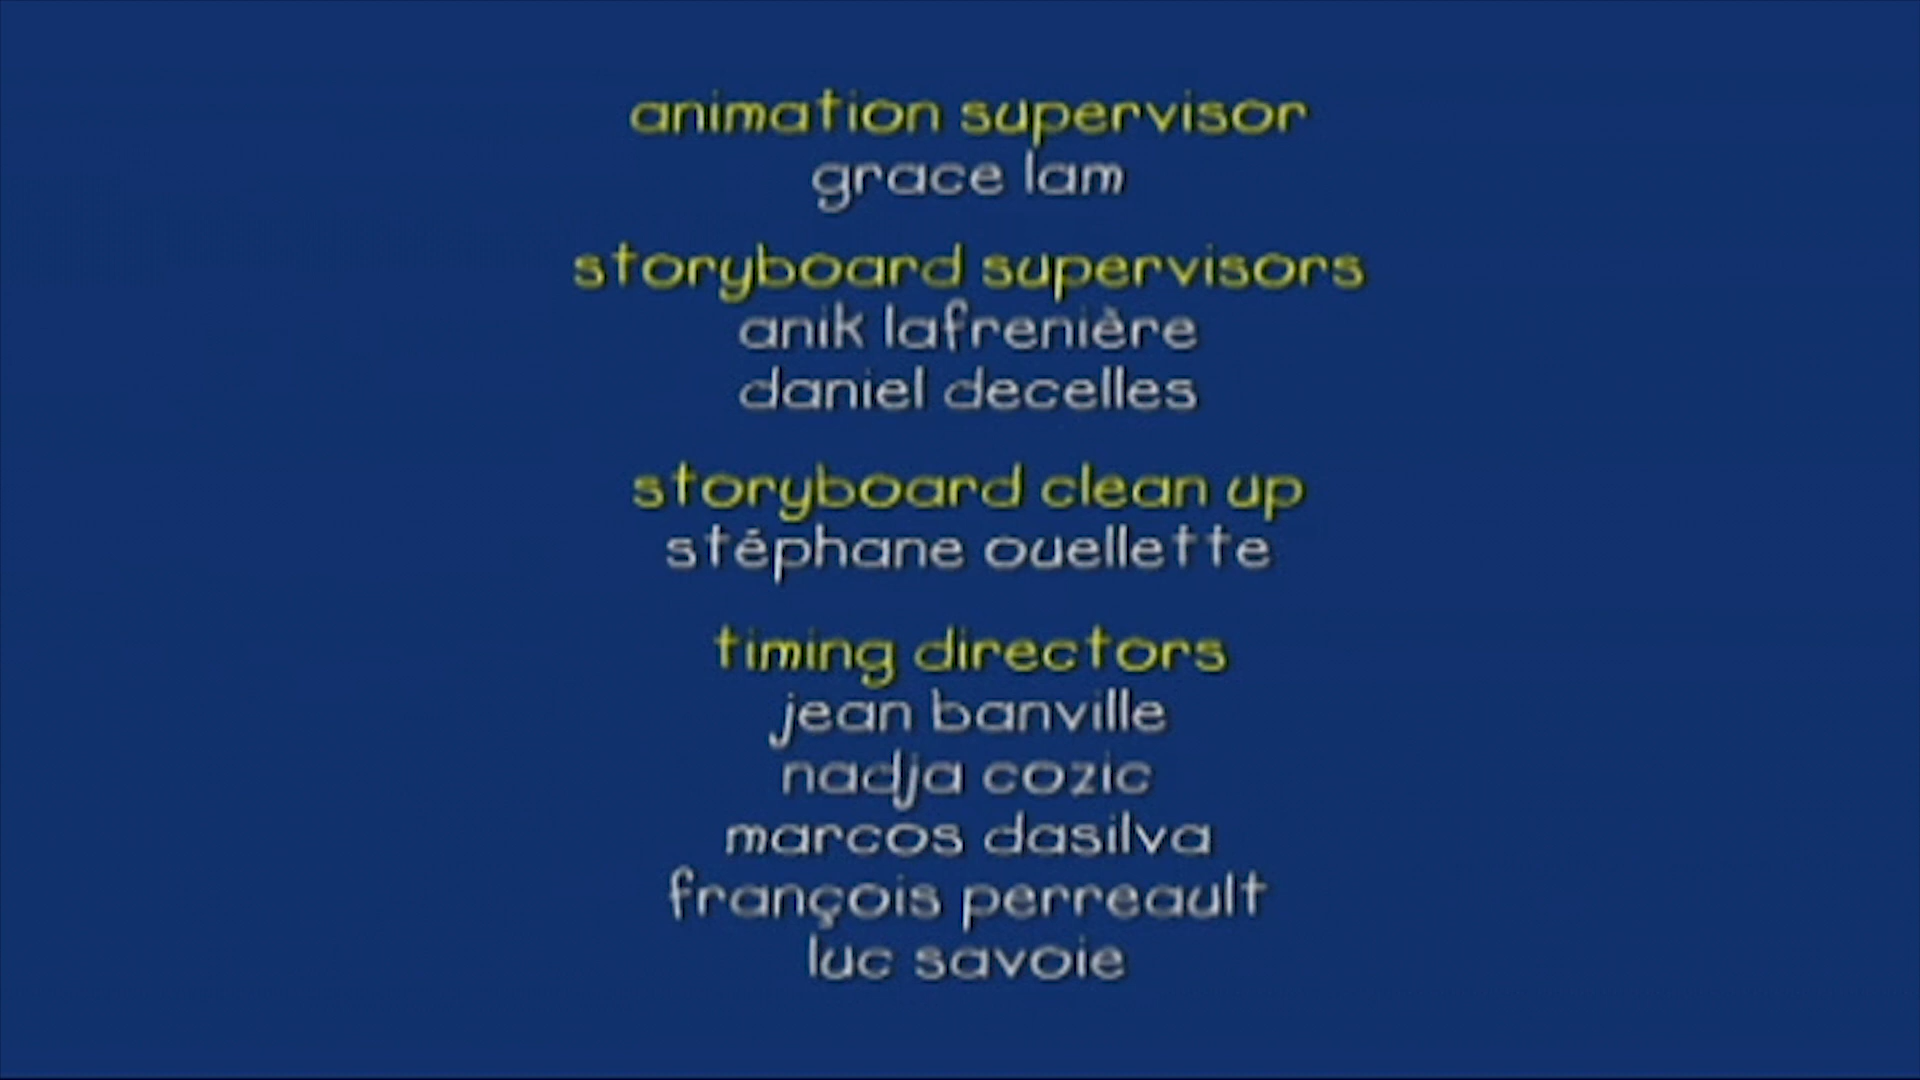 animation supervisor
grace lam
storyboard supervisors
anik lafrenière
daniel decelles
storyboard clean up
stéphane ouellette
timing directors
jean banville
nadja cozic
marcos dasilva
françois perreault
luc savoie